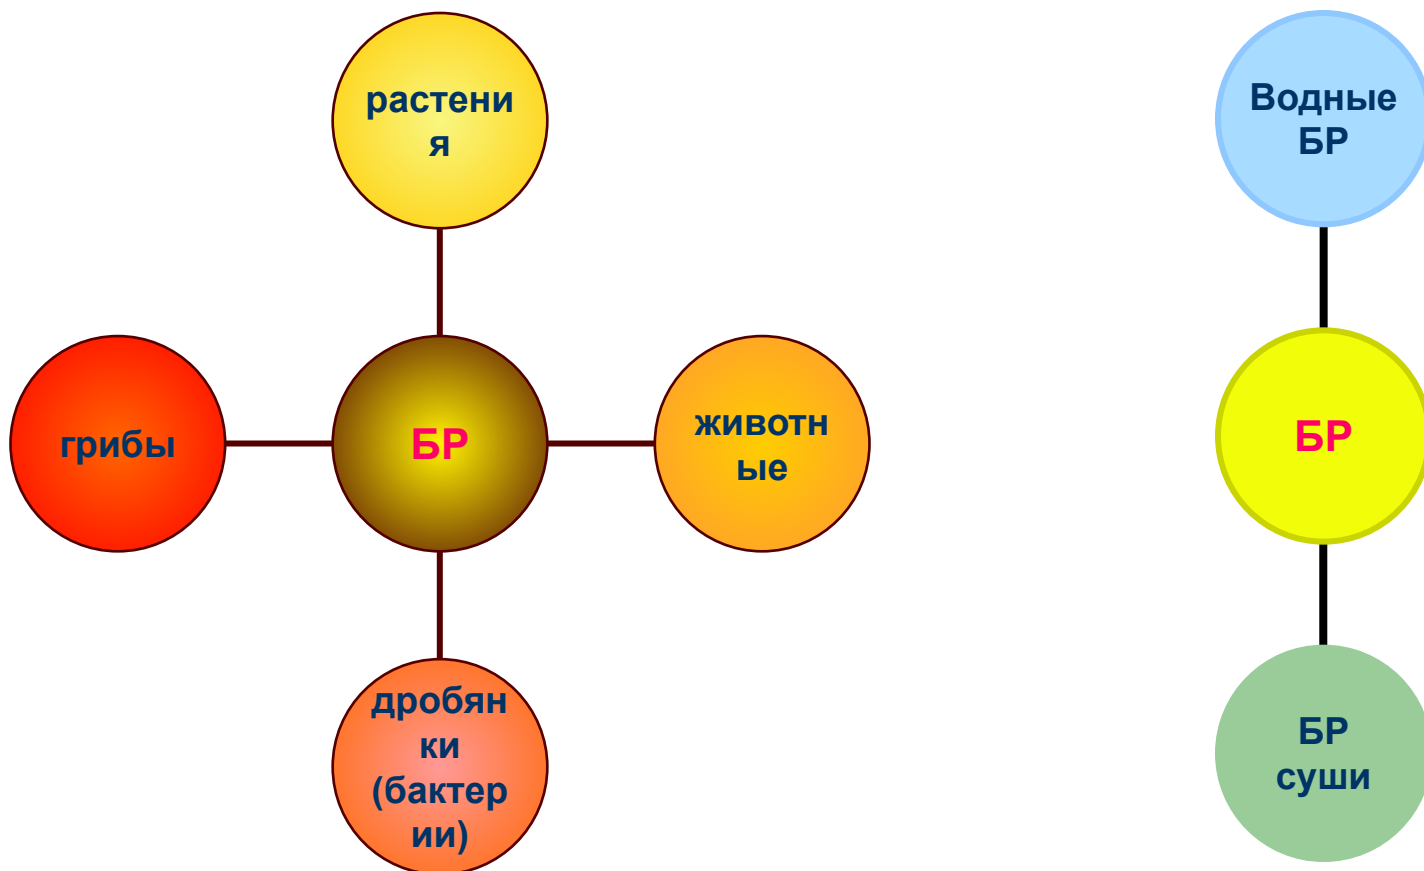 растени
я
грибы
БР
животн
ые
дробян
ки
(бактер
ии)
Водные
БР
БР
БР
суши